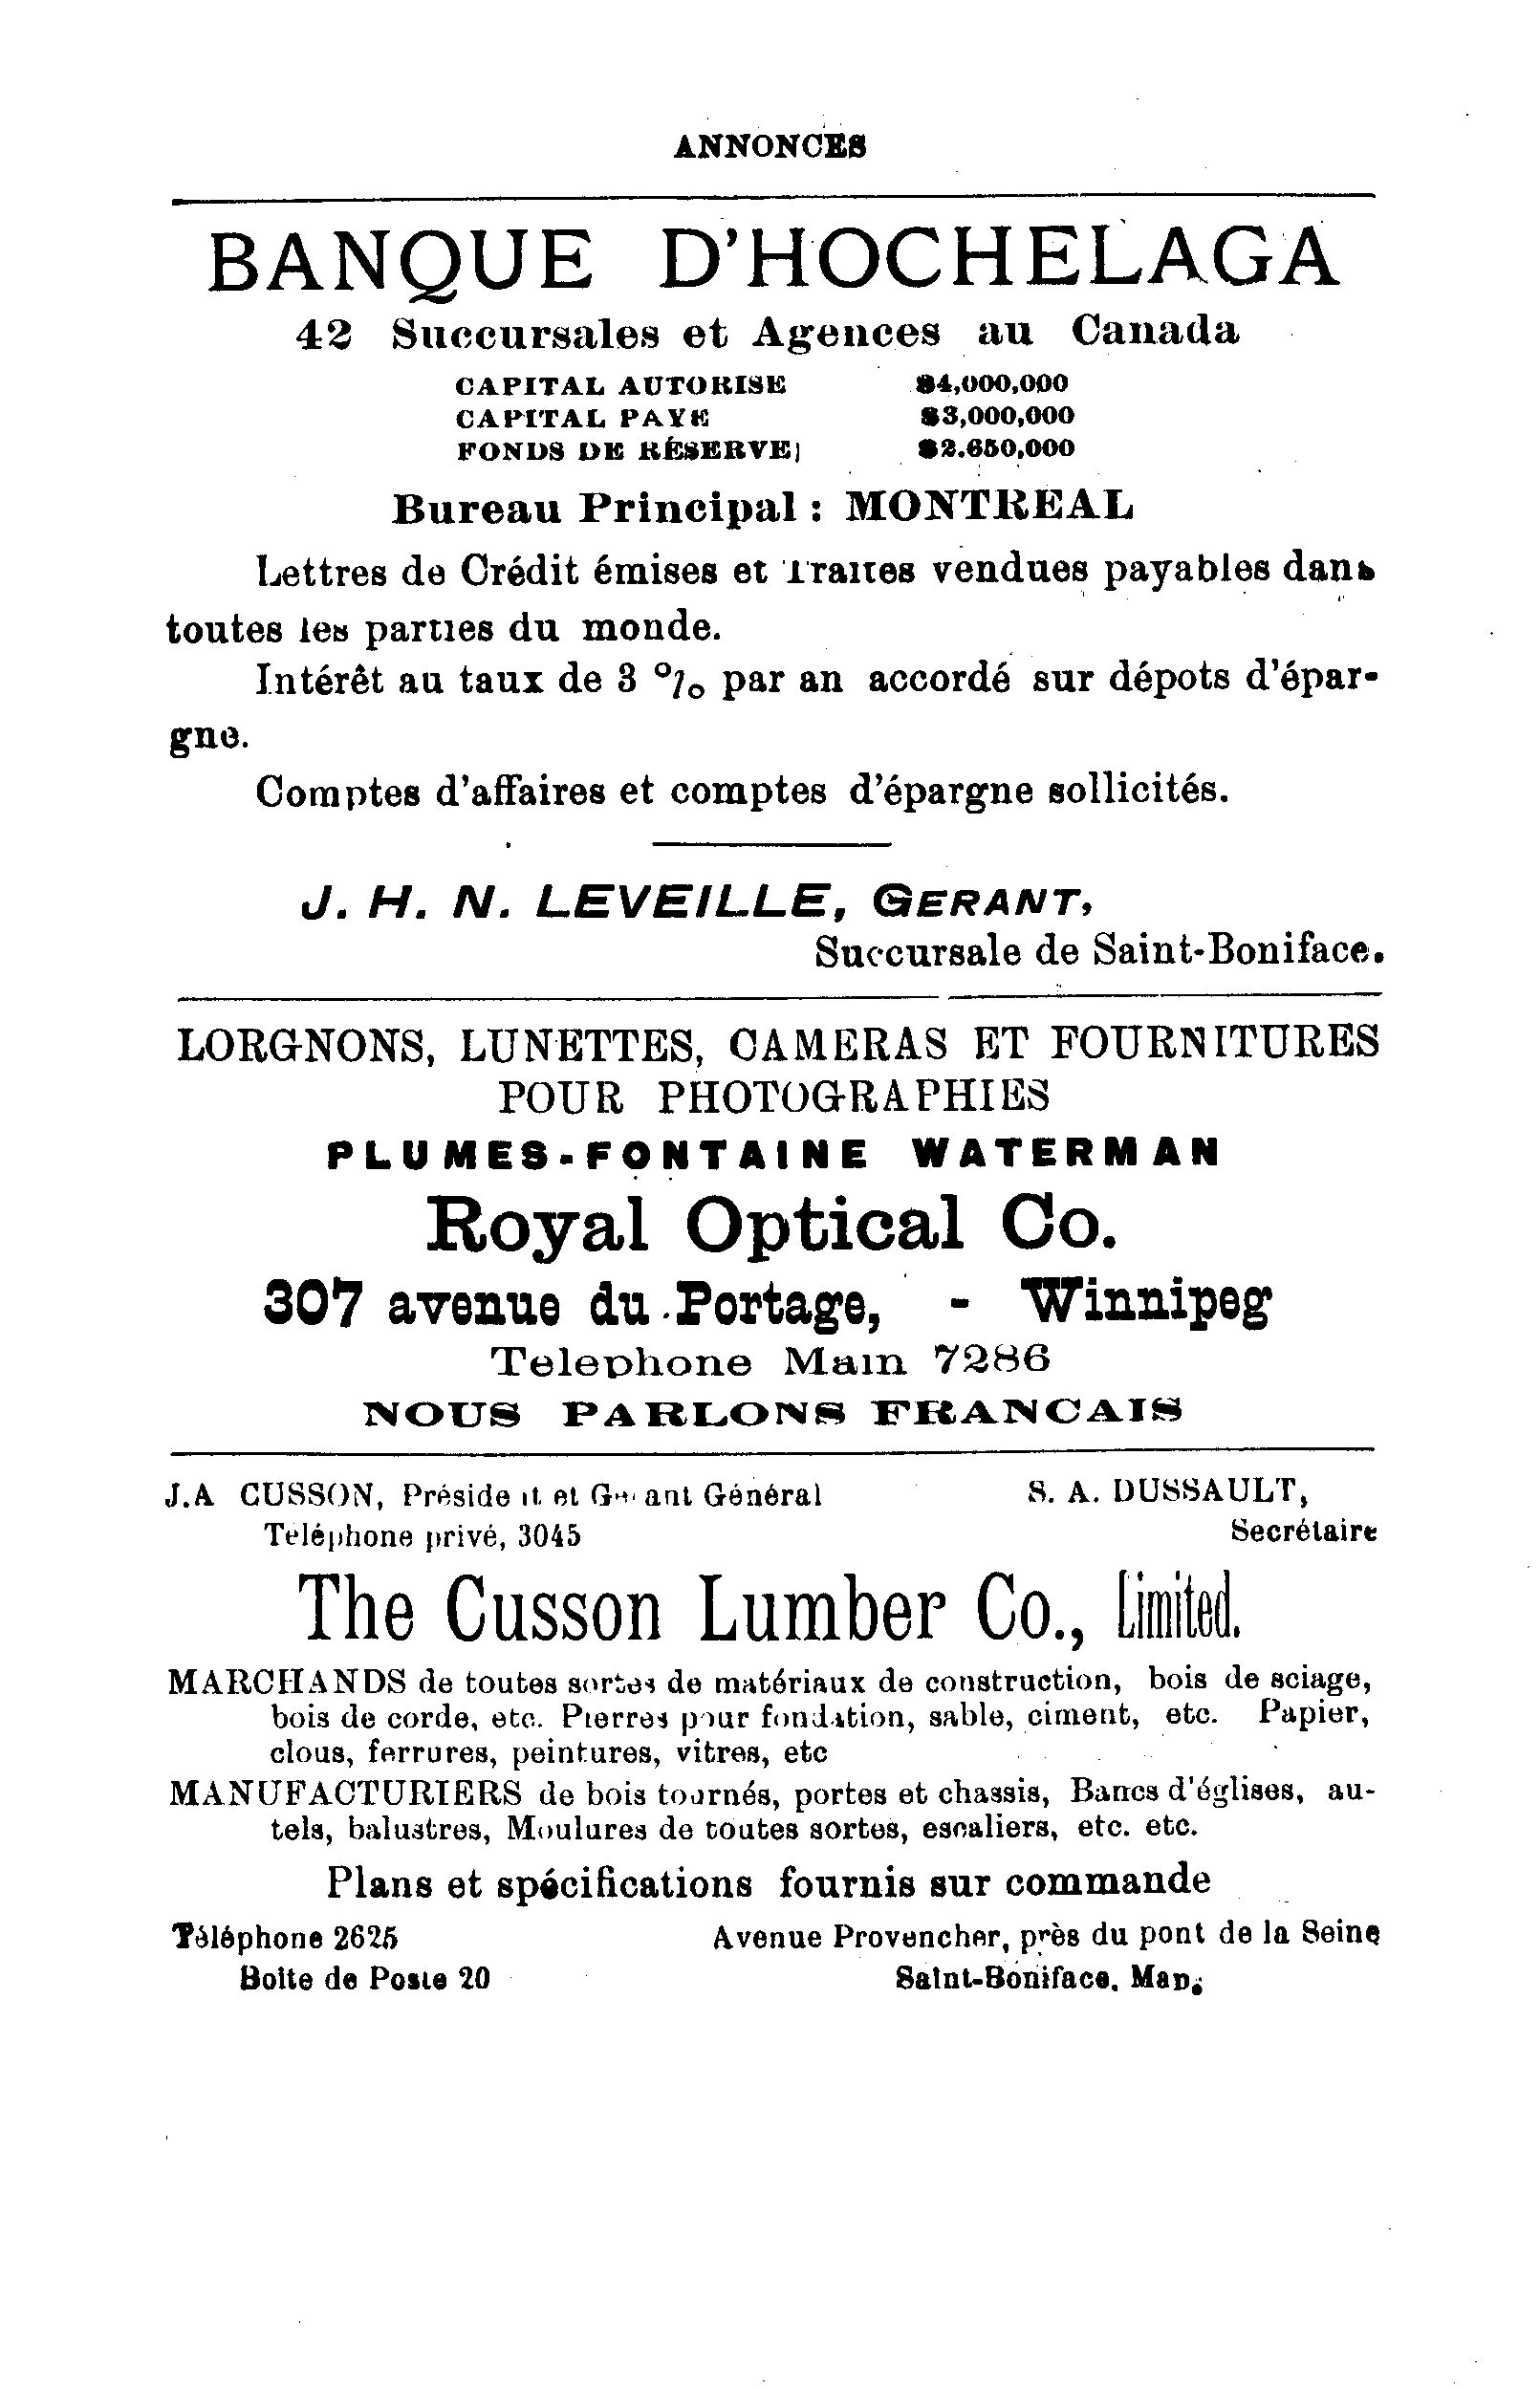 ANNONCES
BANQUE D'HOCHELAGA
42 Succursales et Agences au Canada
CAPITAL AUTORISE $4,000,000
CAPITAL PAYE $3,000,000
FONDS DE RÉSERVE $2.650,000
Bureau Principal : MONTREAL
Lettres de Crédit émises et Traites vendues payables dans
toutes les parties du monde.
Intérêt au taux de 3 % par an accordé sur dépots d'épar-
gne.
Comptes d'affaires et comptes d'épargne sollicités.
J. H. N. LEVEILLE, GERANT,
Succursale de Saint-Boniface.
LORGNONS, LUNETTES, CAMERAS ET FOURNITURES
POUR PHOTOGRAPHIES
PLUMES-FONTAINE WATERMAN
Royal Optical Co.
307 avenue du Portage, - Winnipeg
Telephone Main 7286
NOUS PARLONS FRANCAIS
J.A CUSSON, Président et Gérant Général S. A. DUSSAULT,
Téléphone privé, 3045 Secrétaire
The Cusson Lumber Co., Limited.
MARCHANDS de toutes sortes de matériaux de construction, bois de sciage,
bois de corde, etc. Pierres pour fondation, sable, ciment, etc. Papier,
clous, ferrures, peintures, vitres, etc
MANUFACTURIERS de bois tournés, portes et chassis, Bancs d'églises, au-
tels, balustres, Moulures de toutes sortes, escaliers, etc. etc.
Plans et spécifications fournis sur commande
Téléphone 2625 Avenue Provencher, près du pont de la Seine
Boite de Poste 20 Saint-Boniface, Man.